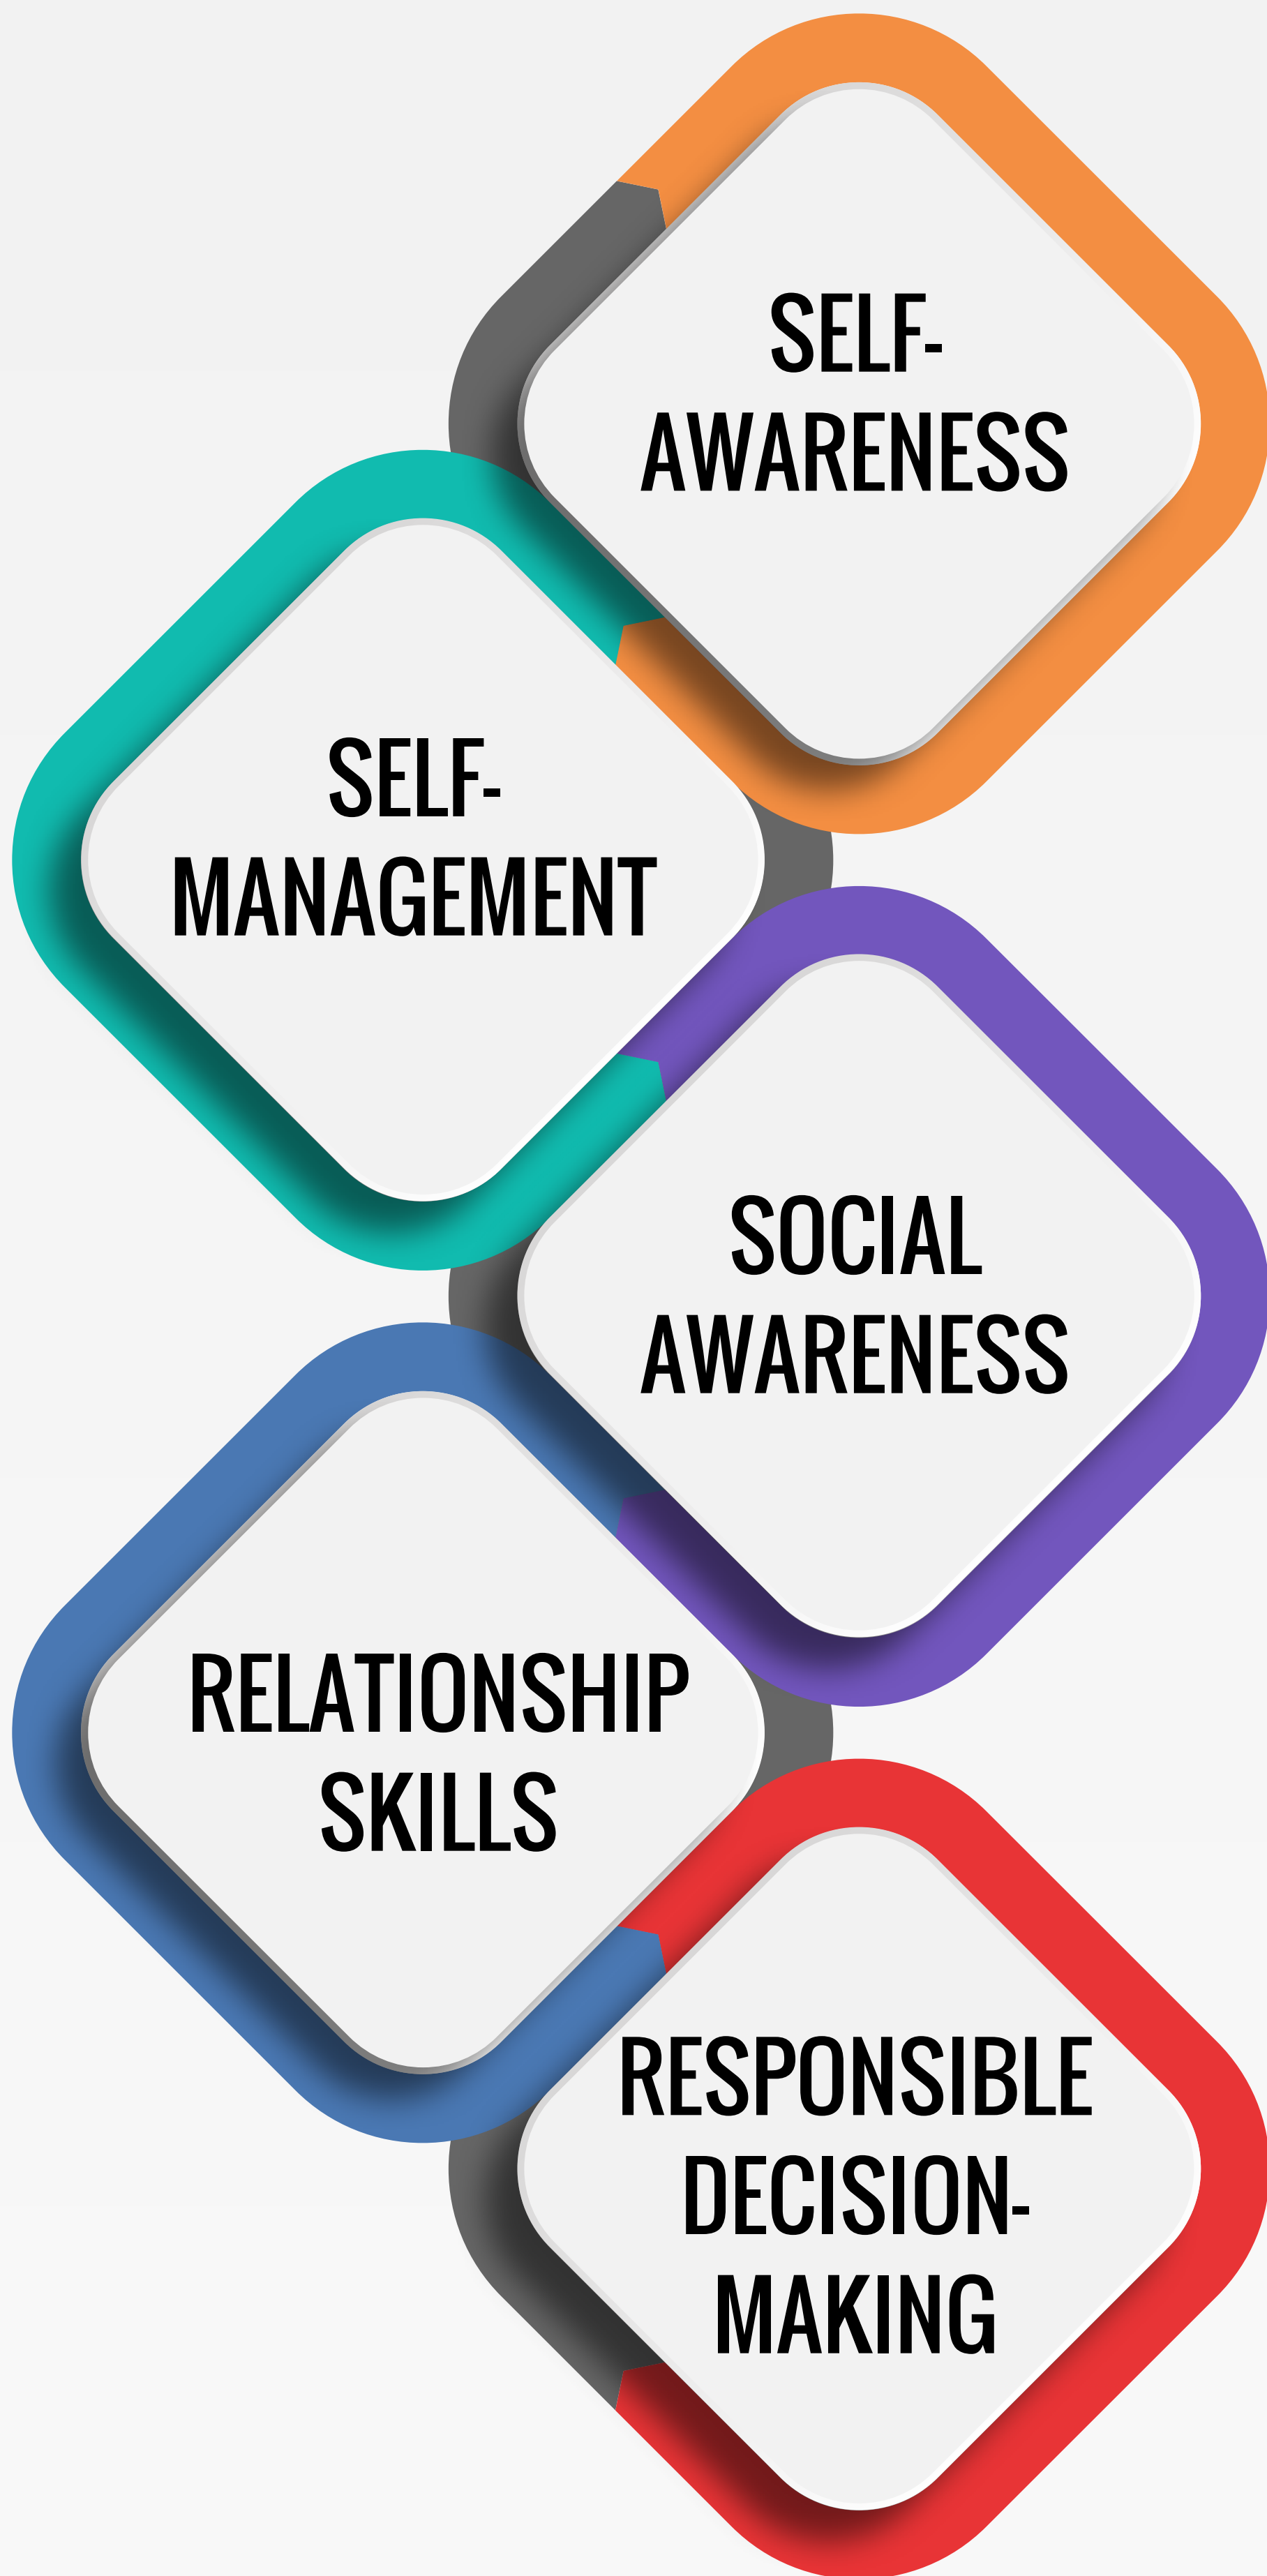 SELF-
AWARENESS
SELF-
MANAGEMENT
SOCIAL
AWARENESS
RELATIONSHIP
SKILLS
RESPONSIBLE
DECISION-
MAKING